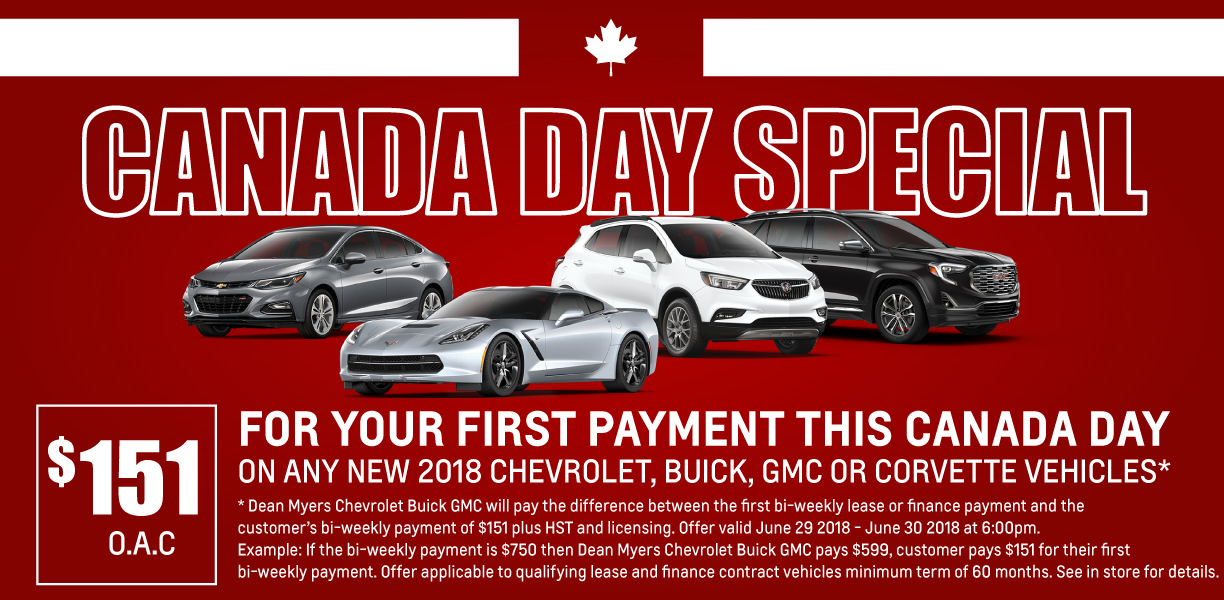 CANADA DAY SPECIAL
$151
O.A.C
FOR YOUR FIRST PAYMENT THIS CANADA DAY
ON ANY NEW 2018 CHEVROLET, BUICK, GMC OR CORVETTE VEHICLES*
* Dean Myers Chevrolet Buick GMC will pay the difference between the first bi-weekly lease or finance payment and the
customer's bi-weekly payment of $151 plus HST and licensing. Offer valid June 29 2018 - June 30 2018 at 6:00pm.
Example: If the bi-weekly payment is $750 then Dean Myers Chevrolet Buick GMC pays $599, customer pays $151 for their first
bi-weekly payment. Offer applicable to qualifying lease and finance contract vehicles minimum term of 60 months. See in store for details.